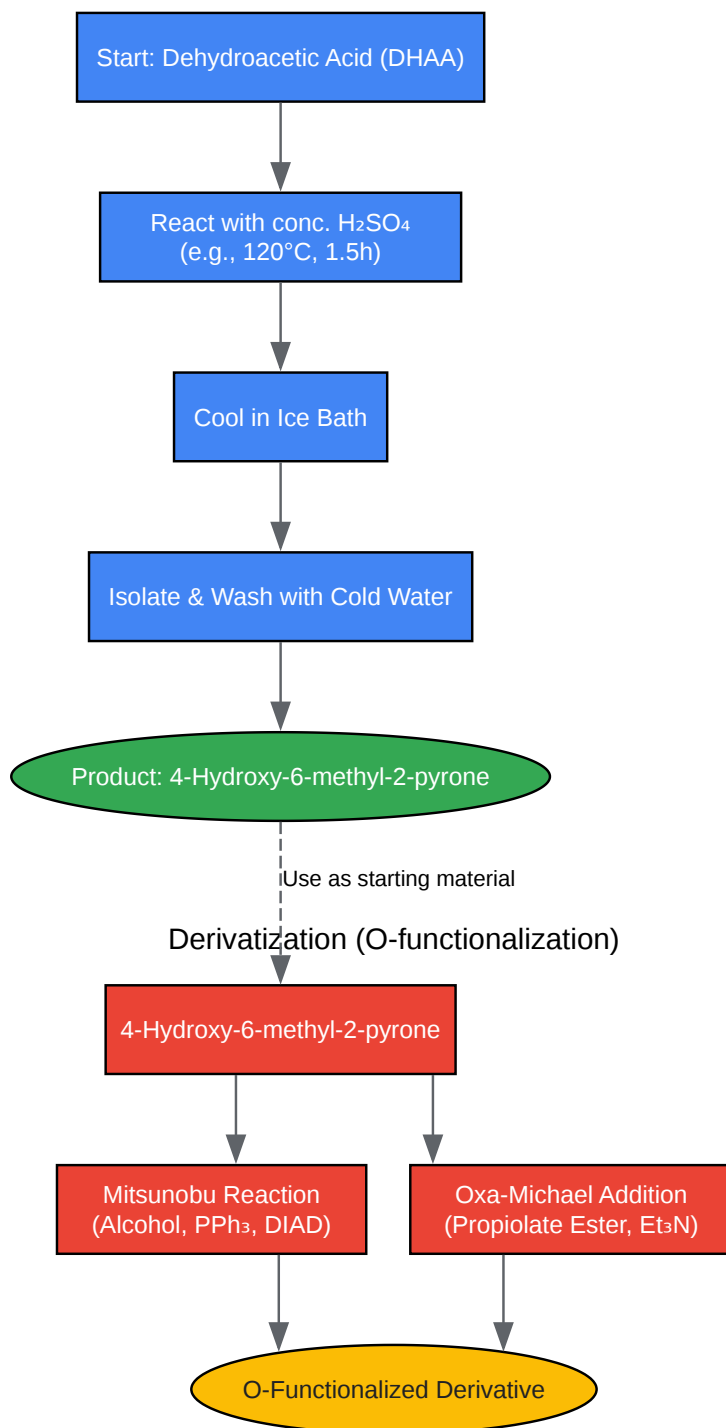 Start: Dehydroacetic Acid (DHAA)
React with conc. H₂SO₄
(e.g., 120°C, 1.5h)
Cool in Ice Bath
Isolate & Wash with Cold Water
Product: 4-Hydroxy-6-methyl-2-pyrone
Use as starting material
Derivatization (O-functionalization)
4-Hydroxy-6-methyl-2-pyrone
Mitsunobu Reaction
(Alcohol, PPh₃, DIAD)
Oxa-Michael Addition
(Propiolate Ester, Et₃N)
O-Functionalized Derivative